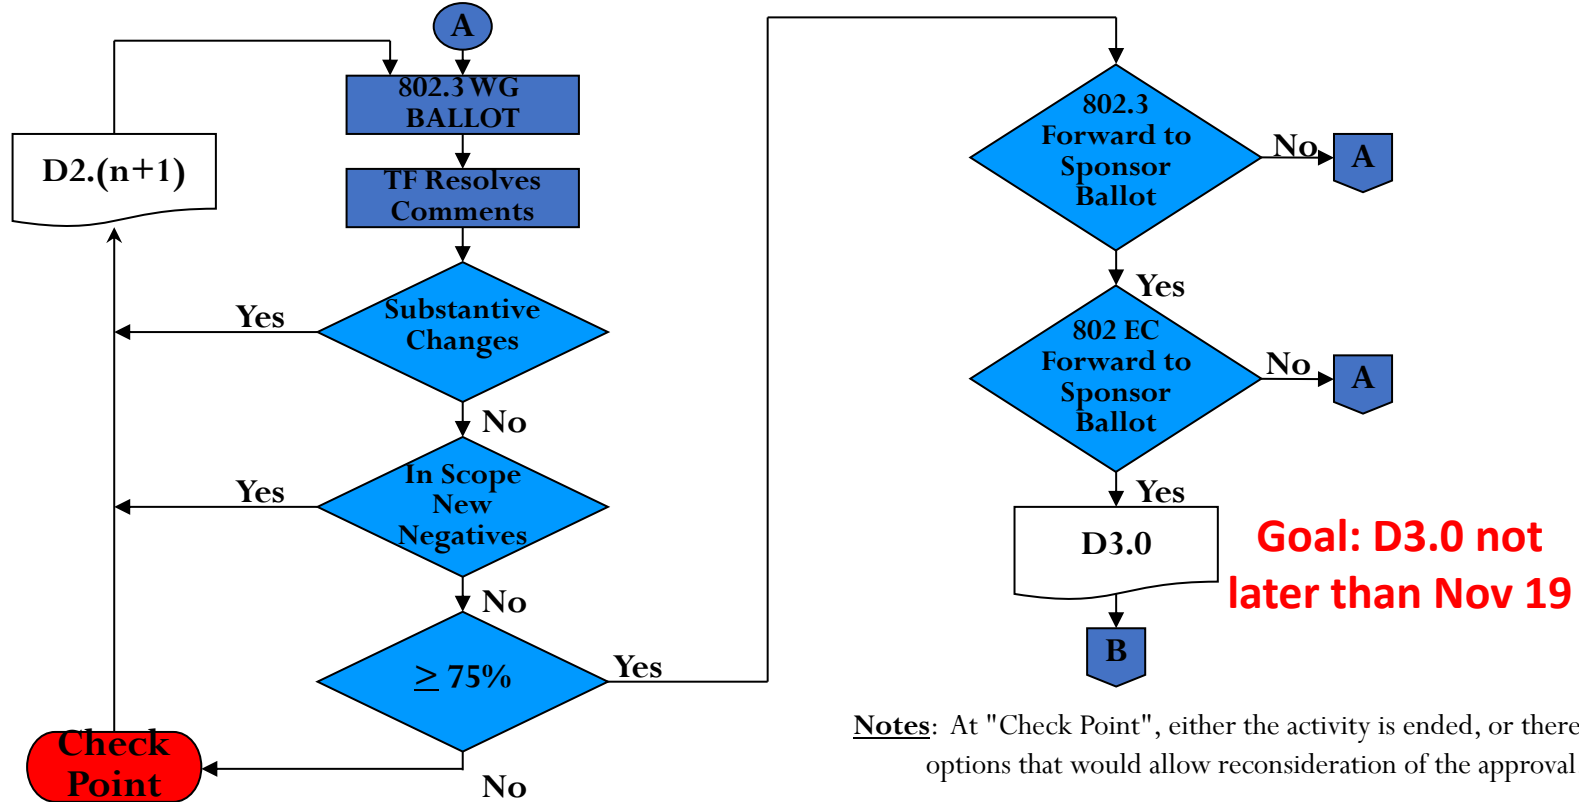 A
802.3 WG
BALLOT
D2.(n+1)
TF Resolves
Comments
Substantive
Changes
Yes
No
In Scope
New
Negatives
Yes
No
≥ 75%
Yes
No
Check
Point
802.3
Forward to
Sponsor
Ballot
No
A
Yes
802 EC
Forward to
Sponsor
Ballot
No
A
Yes
D3.0
Goal: D3.0 not
later than Nov 19
B
Notes: At "Check Point", either the activity is ended, or there
options that would allow reconsideration of the approval